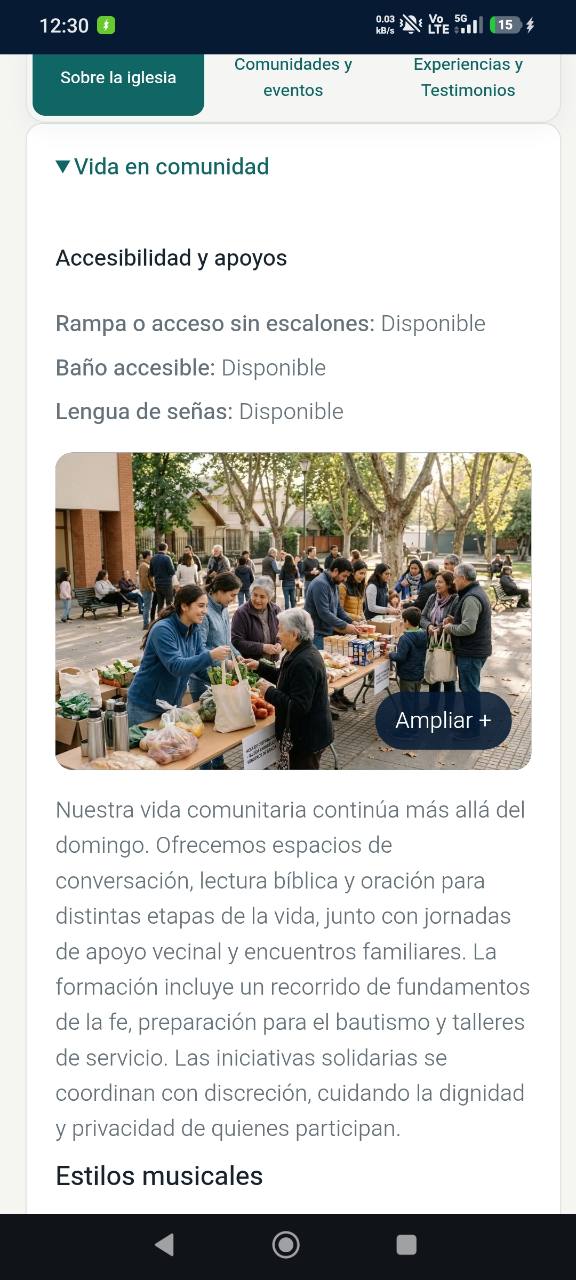 12:30
0.03 kB/s
Vo LTE
5G
15
Sobre la iglesia
Comunidades y
eventos
Experiencias y
Testimonios
▼Vida en comunidad
Accesibilidad y apoyos
Rampa o acceso sin escalones: Disponible
Baño accesible: Disponible
Lengua de señas: Disponible
Ampliar +
Nuestra vida comunitaria continúa más allá del
domingo. Ofrecemos espacios de
conversación, lectura bíblica y oración para
distintas etapas de la vida, junto con jornadas
de apoyo vecinal y encuentros familiares. La
formación incluye un recorrido de fundamentos
de la fe, preparación para el bautismo y talleres
de servicio. Las iniciativas solidarias se
coordinan con discreción, cuidando la dignidad
y privacidad de quienes participan.
Estilos musicales